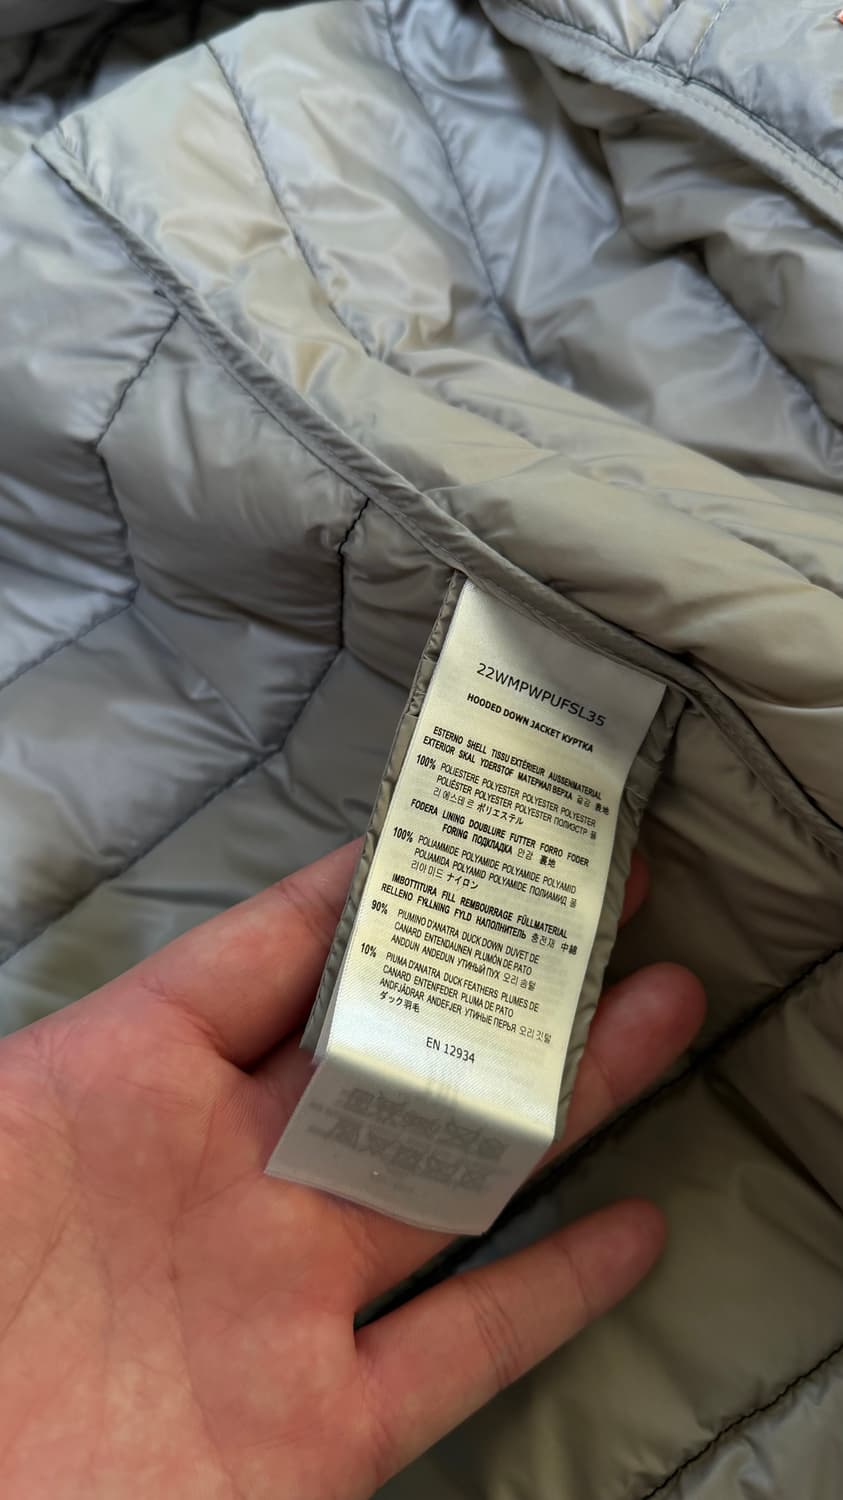 22WMPWPUFSL35
HOODED DOWN JACKET КУРТКА
ESTERNO SHELL TISSU EXTÉRIEUR AUSSENMATERIAL
EXTERIOR SKAL YDERSTOF МАТЕРИАЛ ВЕРХА 겉감 表地
100% POLIESTERE POLYESTER POLYESTER POLYESTER
POLIÉSTER POLYESTER POLYESTER ПОЛИЭСТР 폴
리에스테르 ポリエステル
FODERA LINING DOUBLURE FUTTER FORRO FODER
FORING ПОДКЛАДКА 안감 裏地
100% POLIAMMIDE POLYAMIDE POLYAMIDE POLYAMID
POLIAMIDA POLYAMID POLYAMIDE ПОЛИАМИД 폴
리아미드 ナイロン
IMBOTTITURA FILL REMBOURRAGE FÜLLMATERIAL
RELLENO FYLLNING FYLD НАПОЛНИТЕЛЬ 충전재 中綿
90% PIUMINO D'ANATRA DUCK DOWN DUVET DE
CANARD ENTENDAUNEN PLUMÓN DE PATO
ANDDUN ANDEDUN УТИНЫЙ ПУХ 오리 솜털
10% PIUMA D'ANATRA DUCK FEATHERS PLUMES DE
CANARD ENTENFEDER PLUMA DE PATO
ANDFJÄDRAR ANDEFJER УТИНЫЕ ПЕРЬЯ 오리 깃털
ダック羽毛
EN 12934